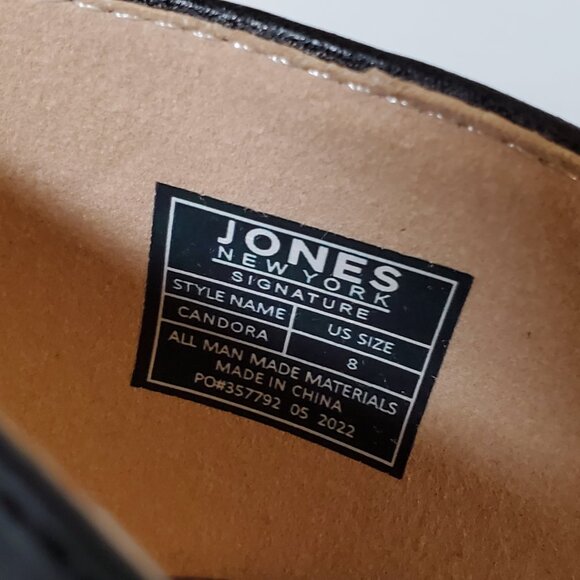 JONES
NEW YORK
SIGNATURE
STYLE NAME US SIZE
CANDORA 8
ALL MAN MADE MATERIALS
MADE IN CHINA
PO#357792 05 2022